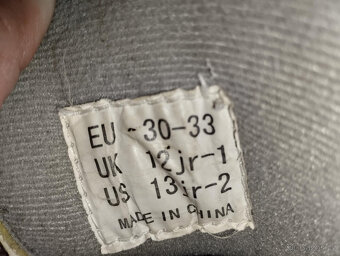 EU ~ 30-33
UK 12jr-1
US 13jr-2
MADE IN CHINA